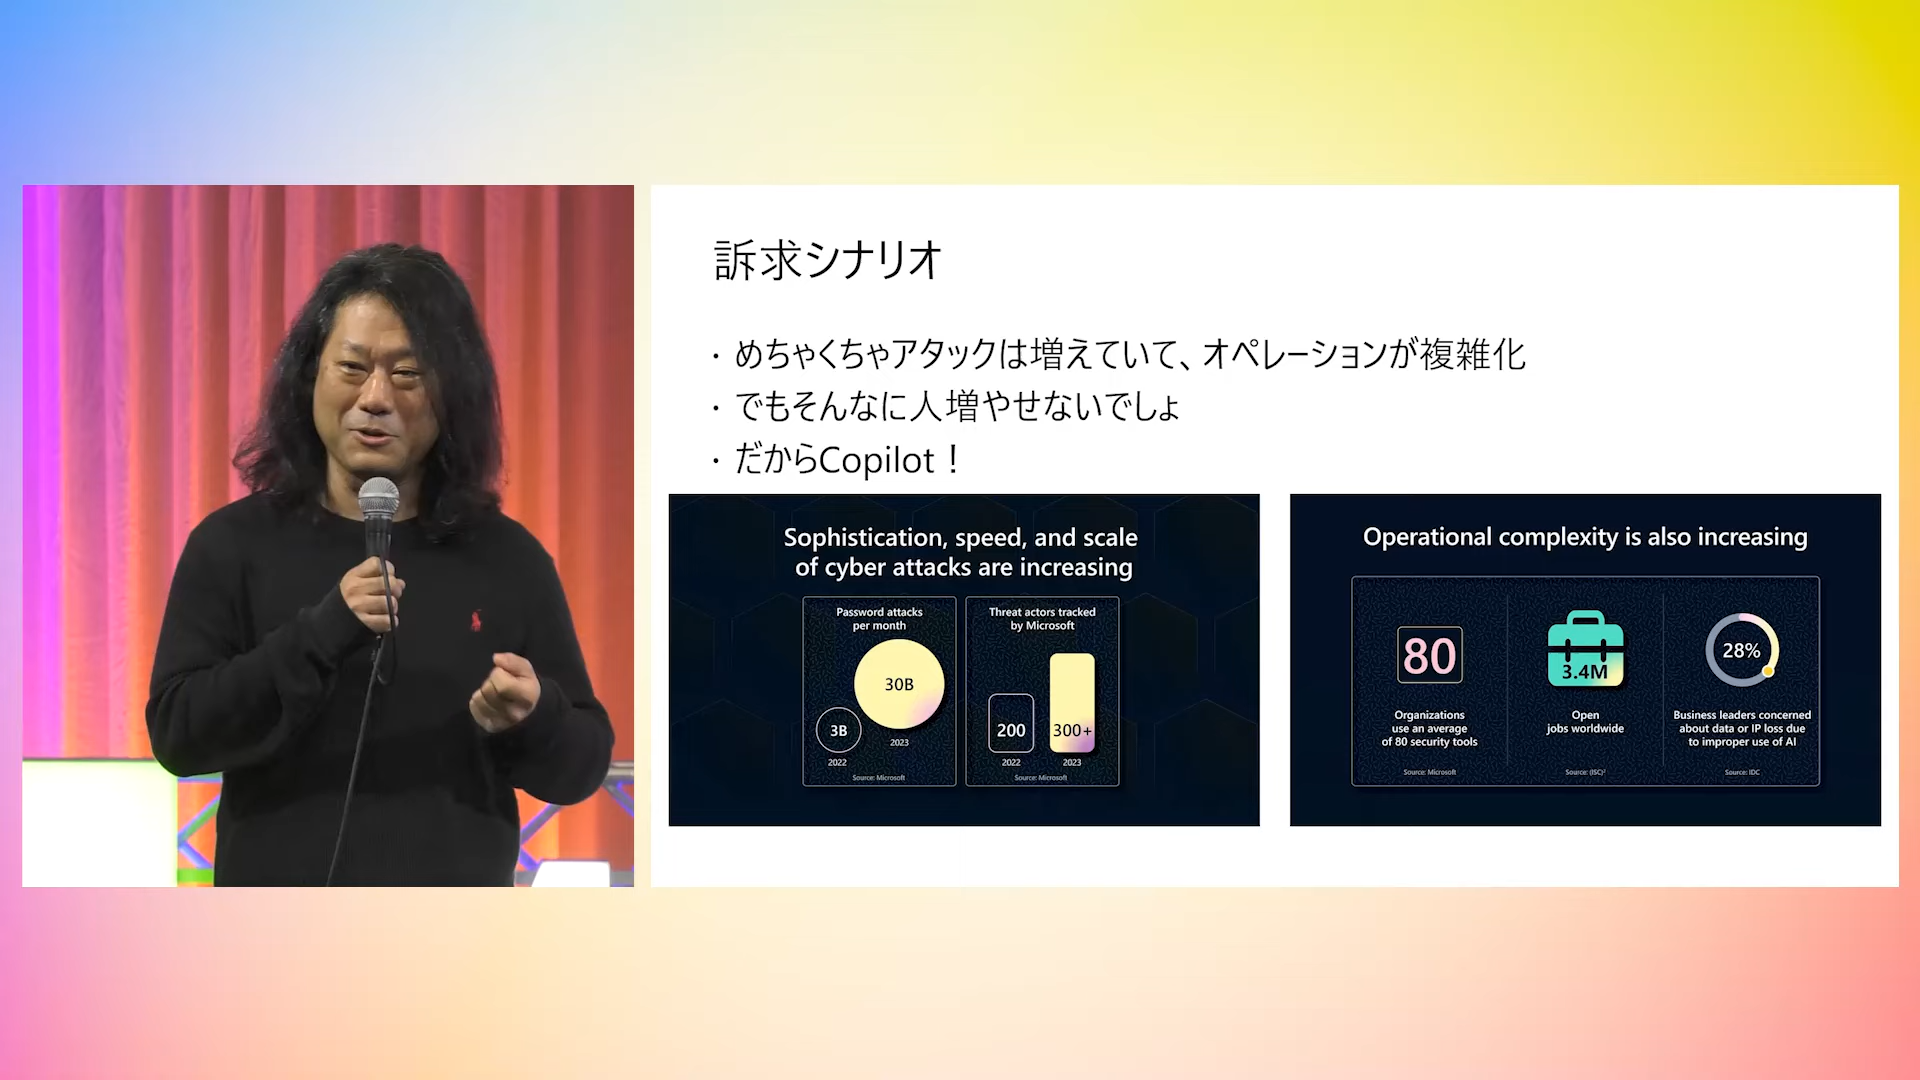 訴求シナリオ
・めちゃくちゃアタックは増えていて、オペレーションが複雑化
・でもそんなに人増やせないでしょ
・だからCopilot！
Sophistication, speed, and scale
of cyber attacks are increasing
Password attacks
per month
30B
3B
2023
2022
Source: Microsoft
Threat actors tracked
by Microsoft
200
300+
2022
2023
Source: Microsoft
Operational complexity is also increasing
80
Organizations
use an average
of 80 security tools
Source: Microsoft
3.4M
Open
jobs worldwide
Source: (ISC)²
28%
Business leaders concerned
about data or IP loss due
to improper use of AI
Source: IDC